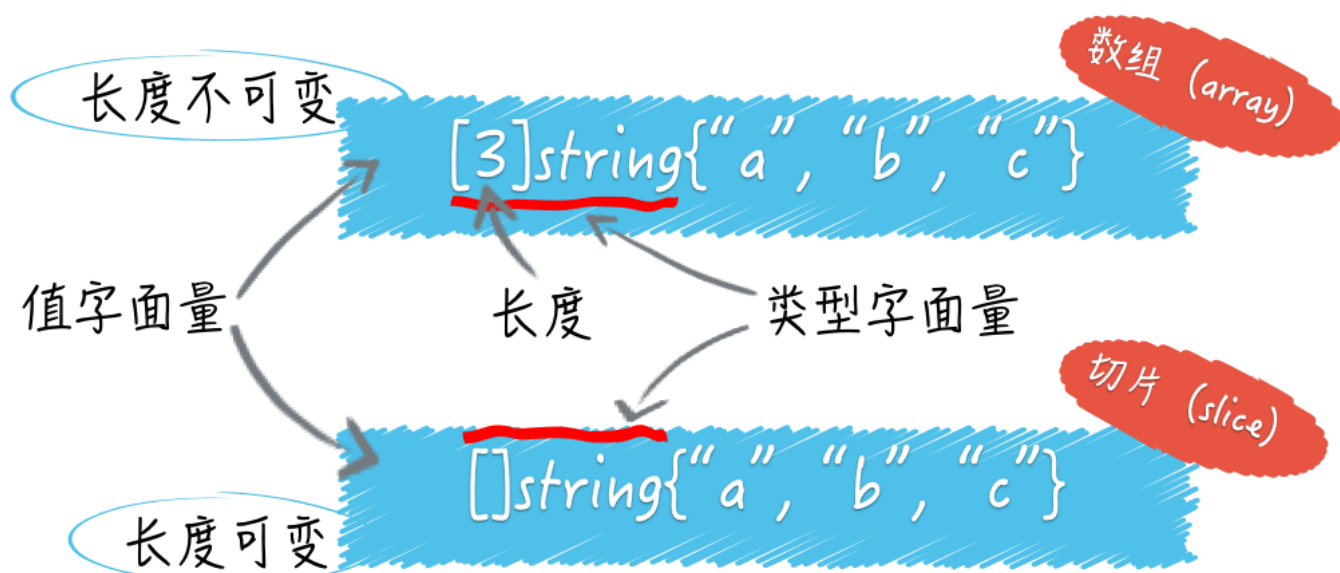 数组 (array)
长度不可变
[3]string{“a”, “b”, “c”}
值字面量
长度
类型字面量
切片 (slice)
[]string{“a”, “b”, “c”}
长度可变